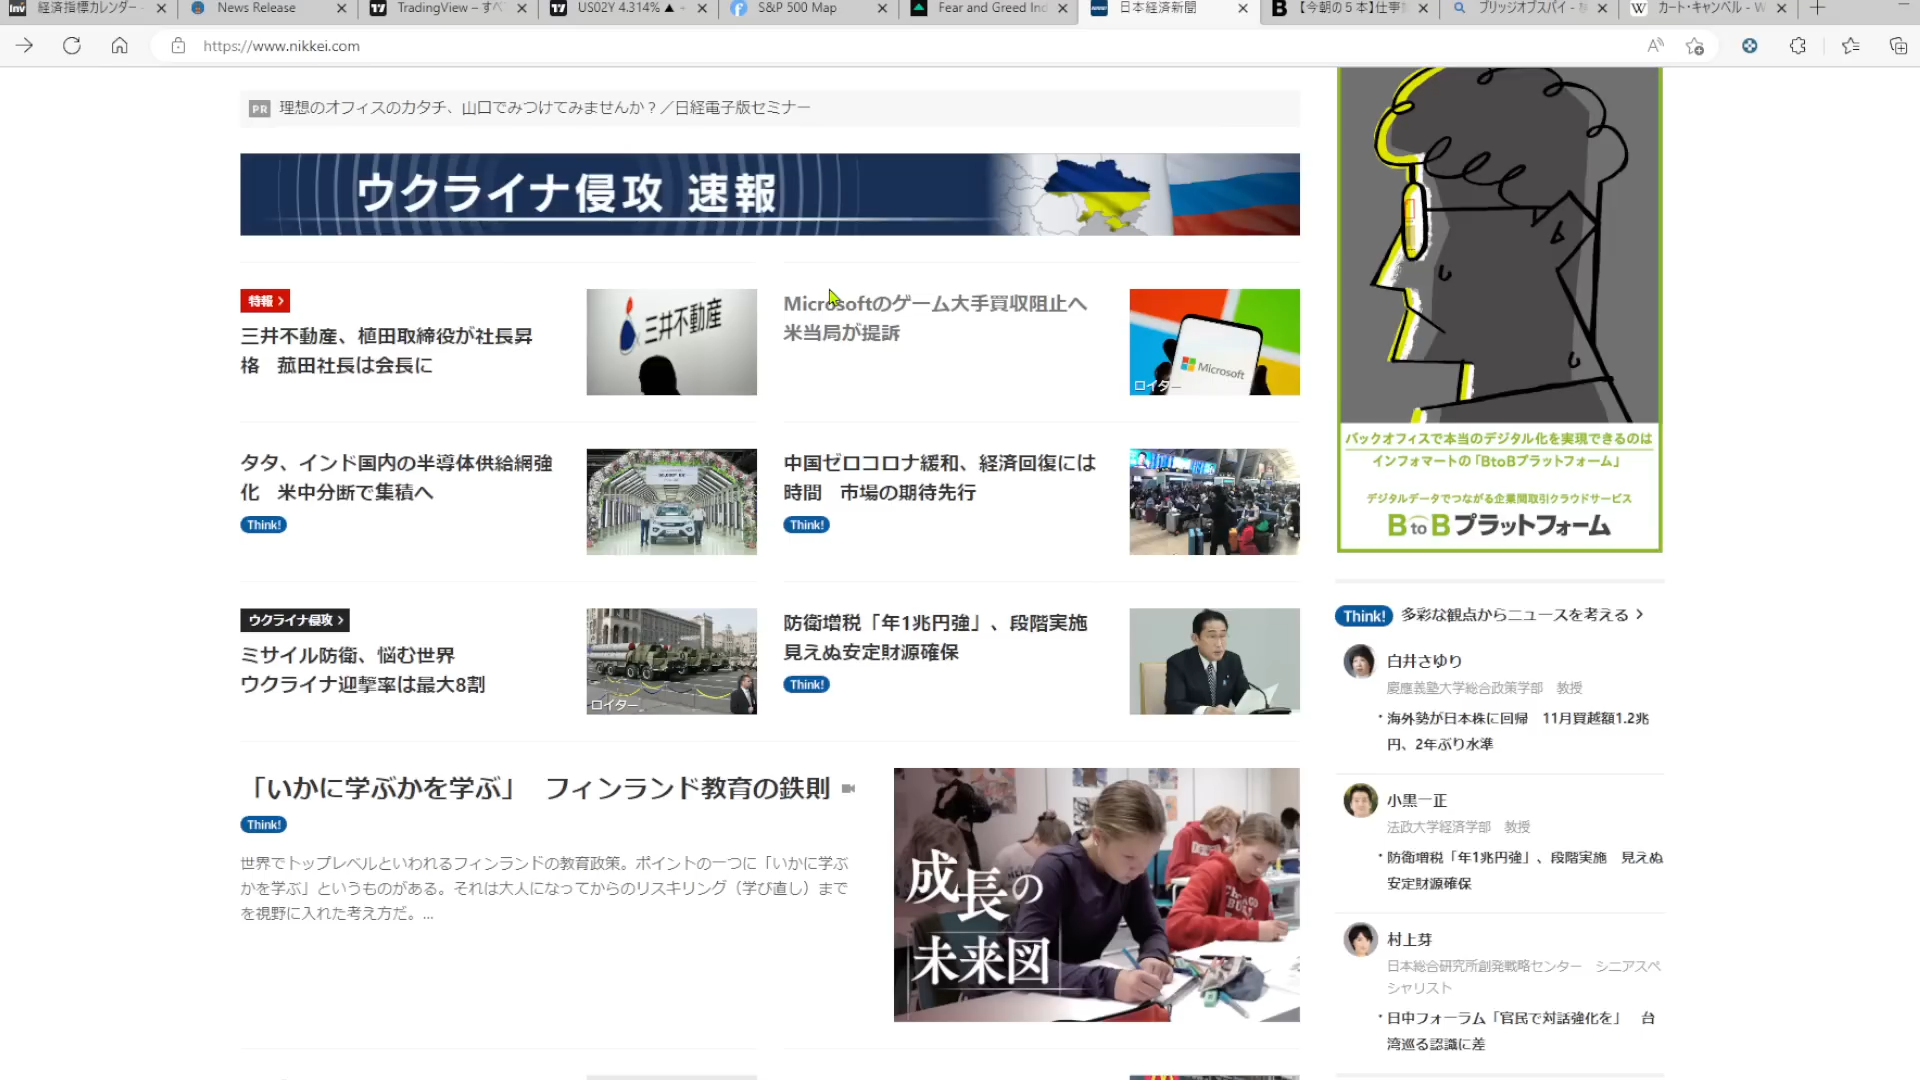 経済指標カレンダー
News Release
TradingView – すべ
US02Y 4.314% ▲
S&P 500 Map
Fear and Greed Ind
日本経済新聞
【今朝の5本】仕事
ブリッジオブスパイ -
カート・キャンベル - W
https://www.nikkei.com
PR 理想のオフィスのカタチ、山口でみつけてみませんか？／日経電子版セミナー
ウクライナ侵攻 速報
特報 >
三井不動産、植田取締役が社長昇
格　菰田社長は会長に
三井不動産
Microsoftのゲーム大手買収阻止へ
米当局が提訴
Microsoft
ロイター
タタ、インド国内の半導体供給網強
化　米中分断で集積へ
Think!
中国ゼロコロナ緩和、経済回復には
時間　市場の期待先行
Think!
ウクライナ侵攻 >
ミサイル防衛、悩む世界
ウクライナ迎撃率は最大8割
ロイター
防衛増税「年1兆円強」、段階実施
見えぬ安定財源確保
Think!
「いかに学ぶかを学ぶ」　フィンランド教育の鉄則
Think!
世界でトップレベルといわれるフィンランドの教育政策。ポイントの一つに「いかに学ぶ
かを学ぶ」というものがある。それは大人になってからのリスキリング（学び直し）まで
を視野に入れた考え方だ。...
成長の
未来図
バックオフィスで本当のデジタル化を実現できるのは
インフォマートの「BtoBプラットフォーム」
デジタルデータでつながる企業間取引クラウドサービス
BtoBプラットフォーム
Think! 多彩な観点からニュースを考える >
白井さゆり
慶應義塾大学総合政策学部　教授
・海外勢が日本株に回帰　11月買越額1.2兆
円、2年ぶり水準
小黒一正
法政大学経済学部　教授
・防衛増税「年1兆円強」、段階実施　見えぬ
安定財源確保
村上芽
日本総合研究所創発戦略センター　シニアスペ
シャリスト
・日中フォーラム「官民で対話強化を」　台
湾巡る認識に差